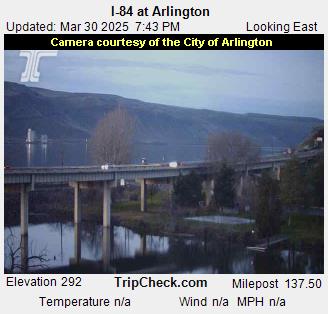 I-84 at Arlington
Updated: Mar 30 2025 7:43 PM Looking East
Camera courtesy of the City of Arlington
Elevation 292 TripCheck.com Milepost 137.50
Temperature n/a Wind n/a MPH n/a